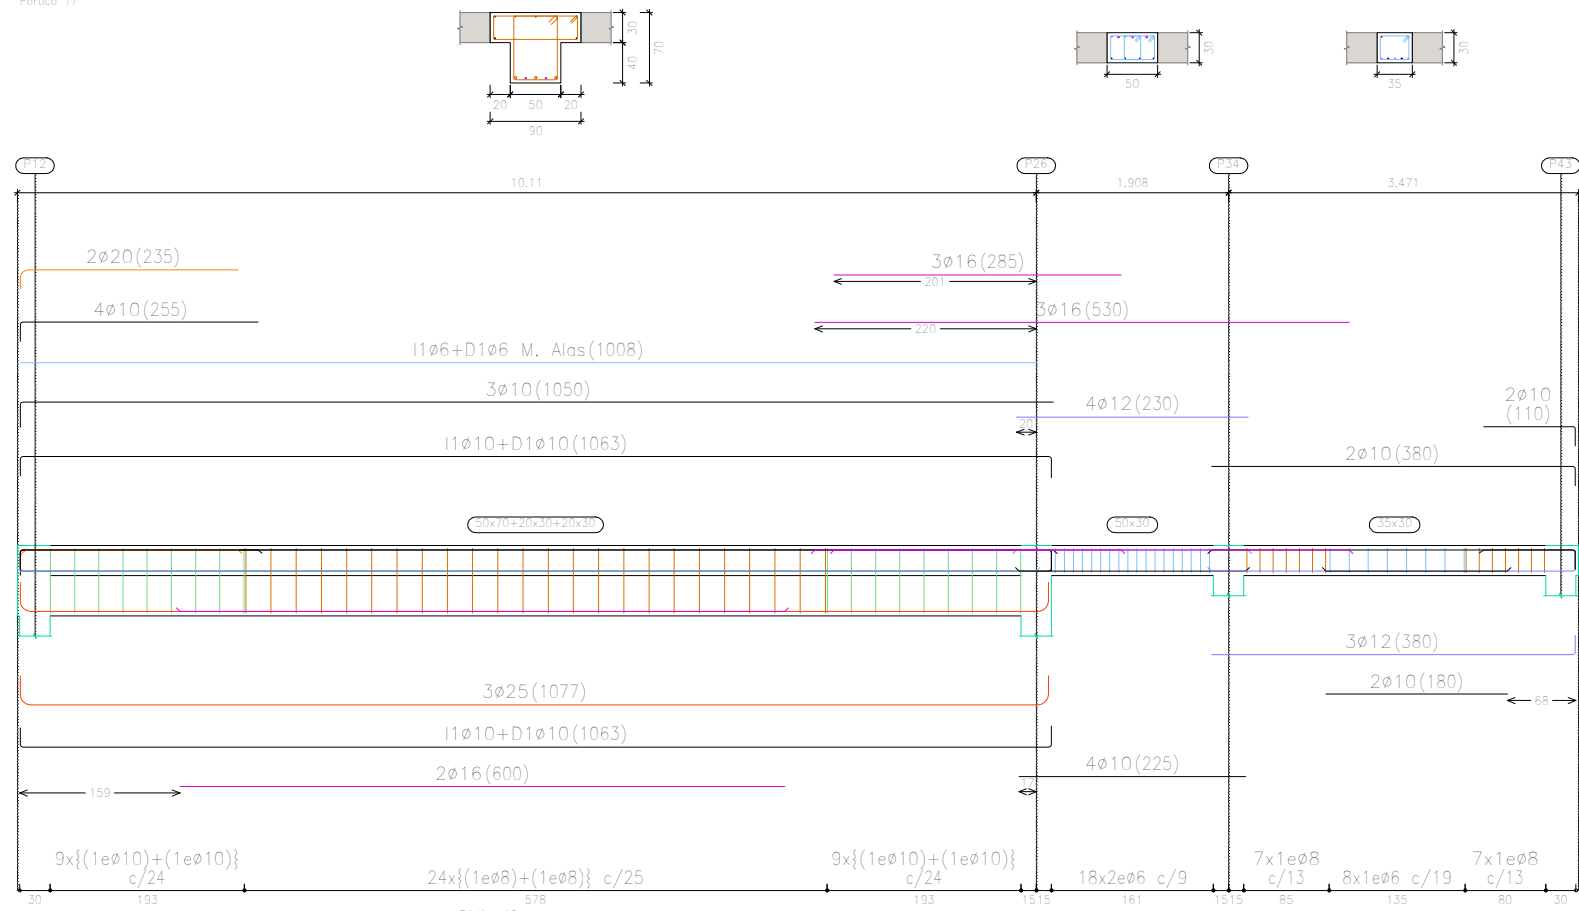 Pórtico 17
30
70
40
20
50
20
90
30
50
30
35
P12
P26
P34
P43
10.11
1.908
3.471
2ø20(235)
3ø16(285)
201
4ø10(255)
3ø16(530)
220
I1ø6+D1ø6 M. Alas(1008)
3ø10(1050)
4ø12(230)
2ø10
(110)
20
I1ø10+D1ø10(1063)
2ø10(380)
50x70+20x30+20x30
50x30
35x30
3ø12(380)
3ø25(1077)
2ø10(180)
68
I1ø10+D1ø10(1063)
4ø10(225)
2ø16(600)
159
17
9x{(1eø10)+(1eø10)}
c/24
24x{(1eø8)+(1eø8)} c/25
9x{(1eø10)+(1eø10)}
c/24
18x2eø6 c/9
7x1eø8
c/13
8x1eø6 c/19
7x1eø8
c/13
30
193
578
193
1515
161
1515
85
135
80
30